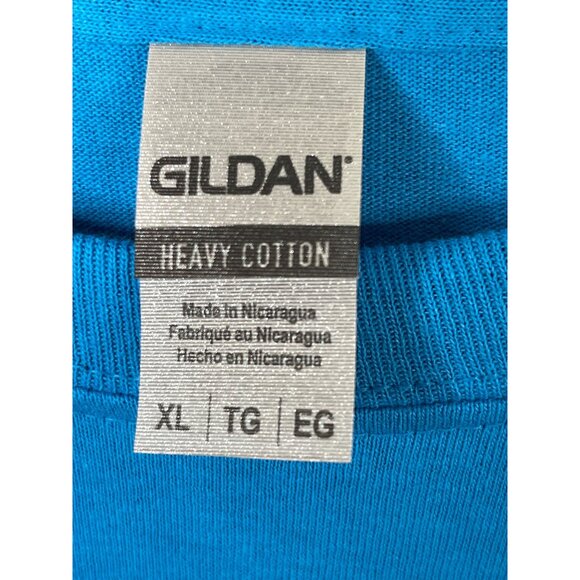 GILDAN
HEAVY COTTON
Made in Nicaragua
Fabriqué au Nicaragua
Hecho en Nicaragua
XL | TG | EG